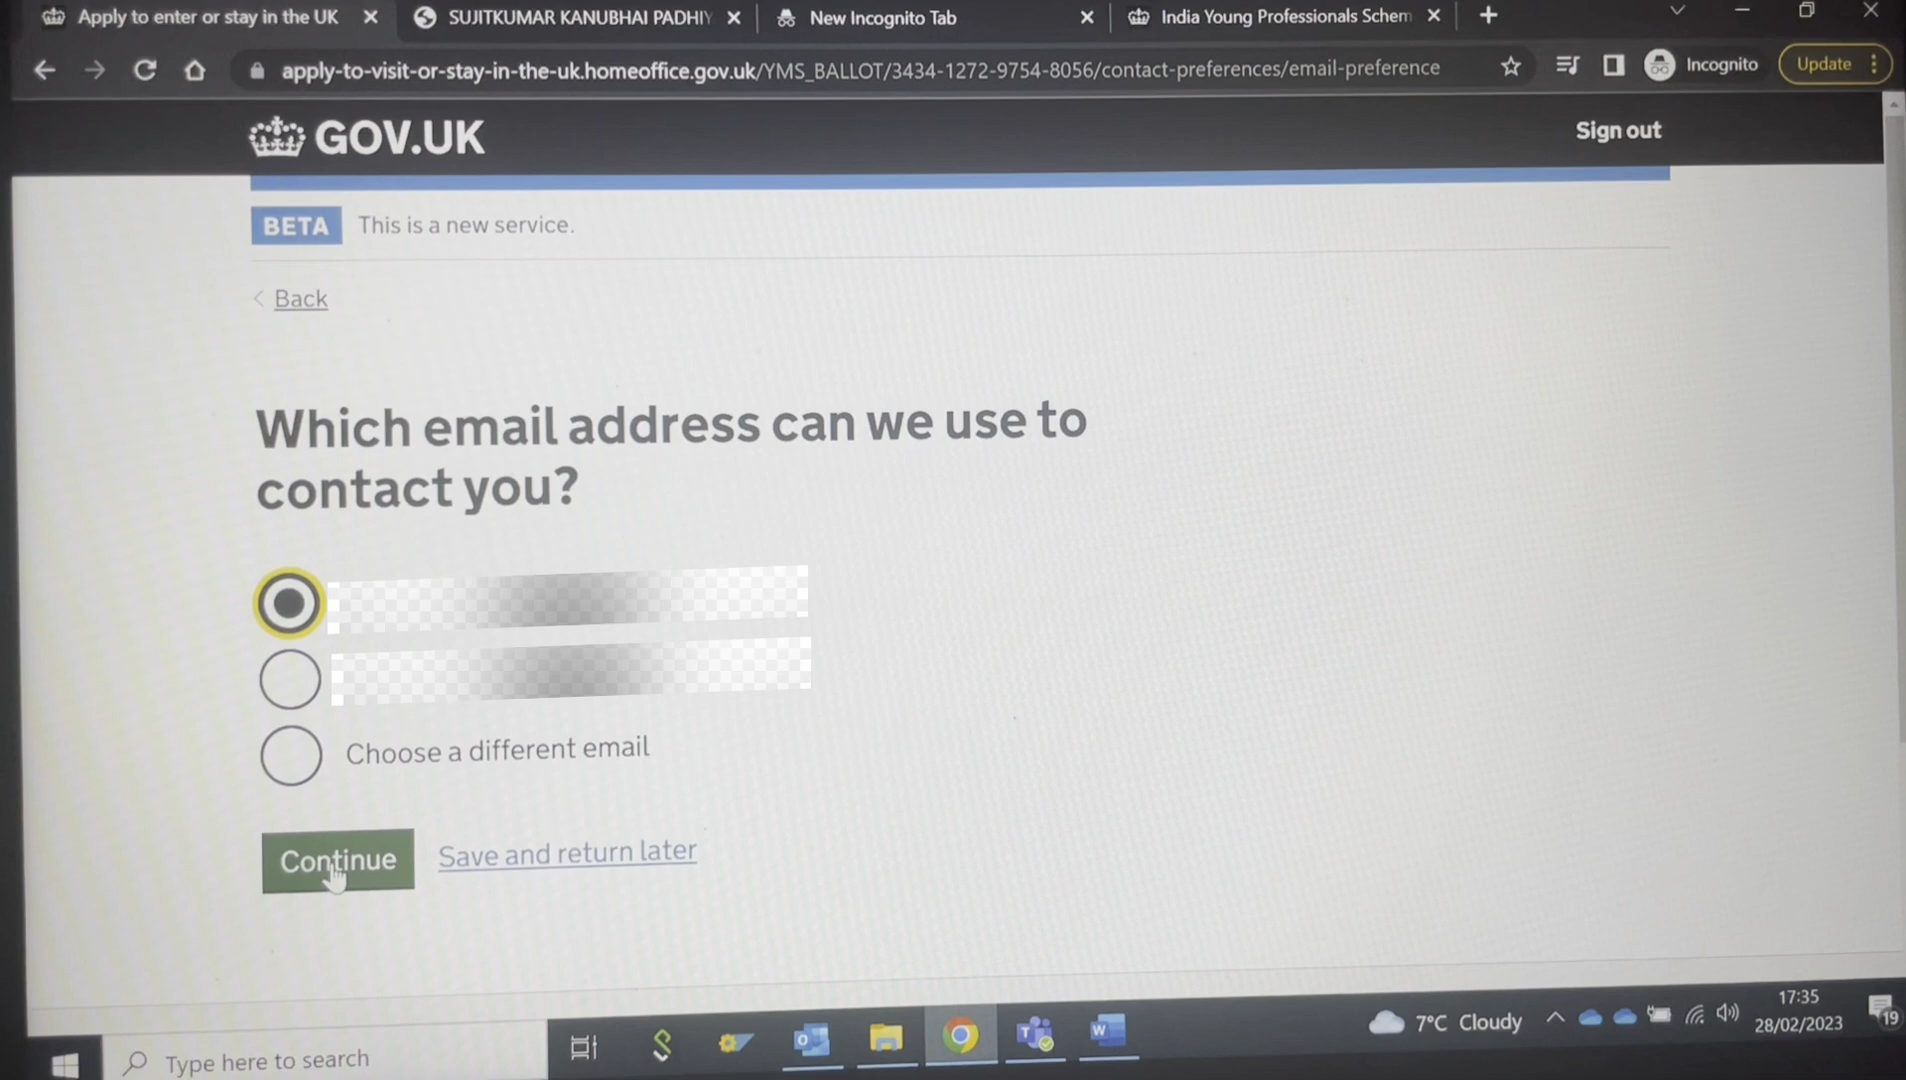 Apply to enter or stay in the UK
SUJITKUMAR KANUBHAI PADHIY
New Incognito Tab
India Young Professionals Schem
apply-to-visit-or-stay-in-the-uk.homeoffice.gov.uk/YMS_BALLOT/3434-1272-9754-8056/contact-preferences/email-preference
Incognito
Update
GOV.UK
Sign out
BETA This is a new service.
Back
Which email address can we use to
contact you?
Choose a different email
Continue
Save and return later
Type here to search
7°C Cloudy
17:35
28/02/2023
19